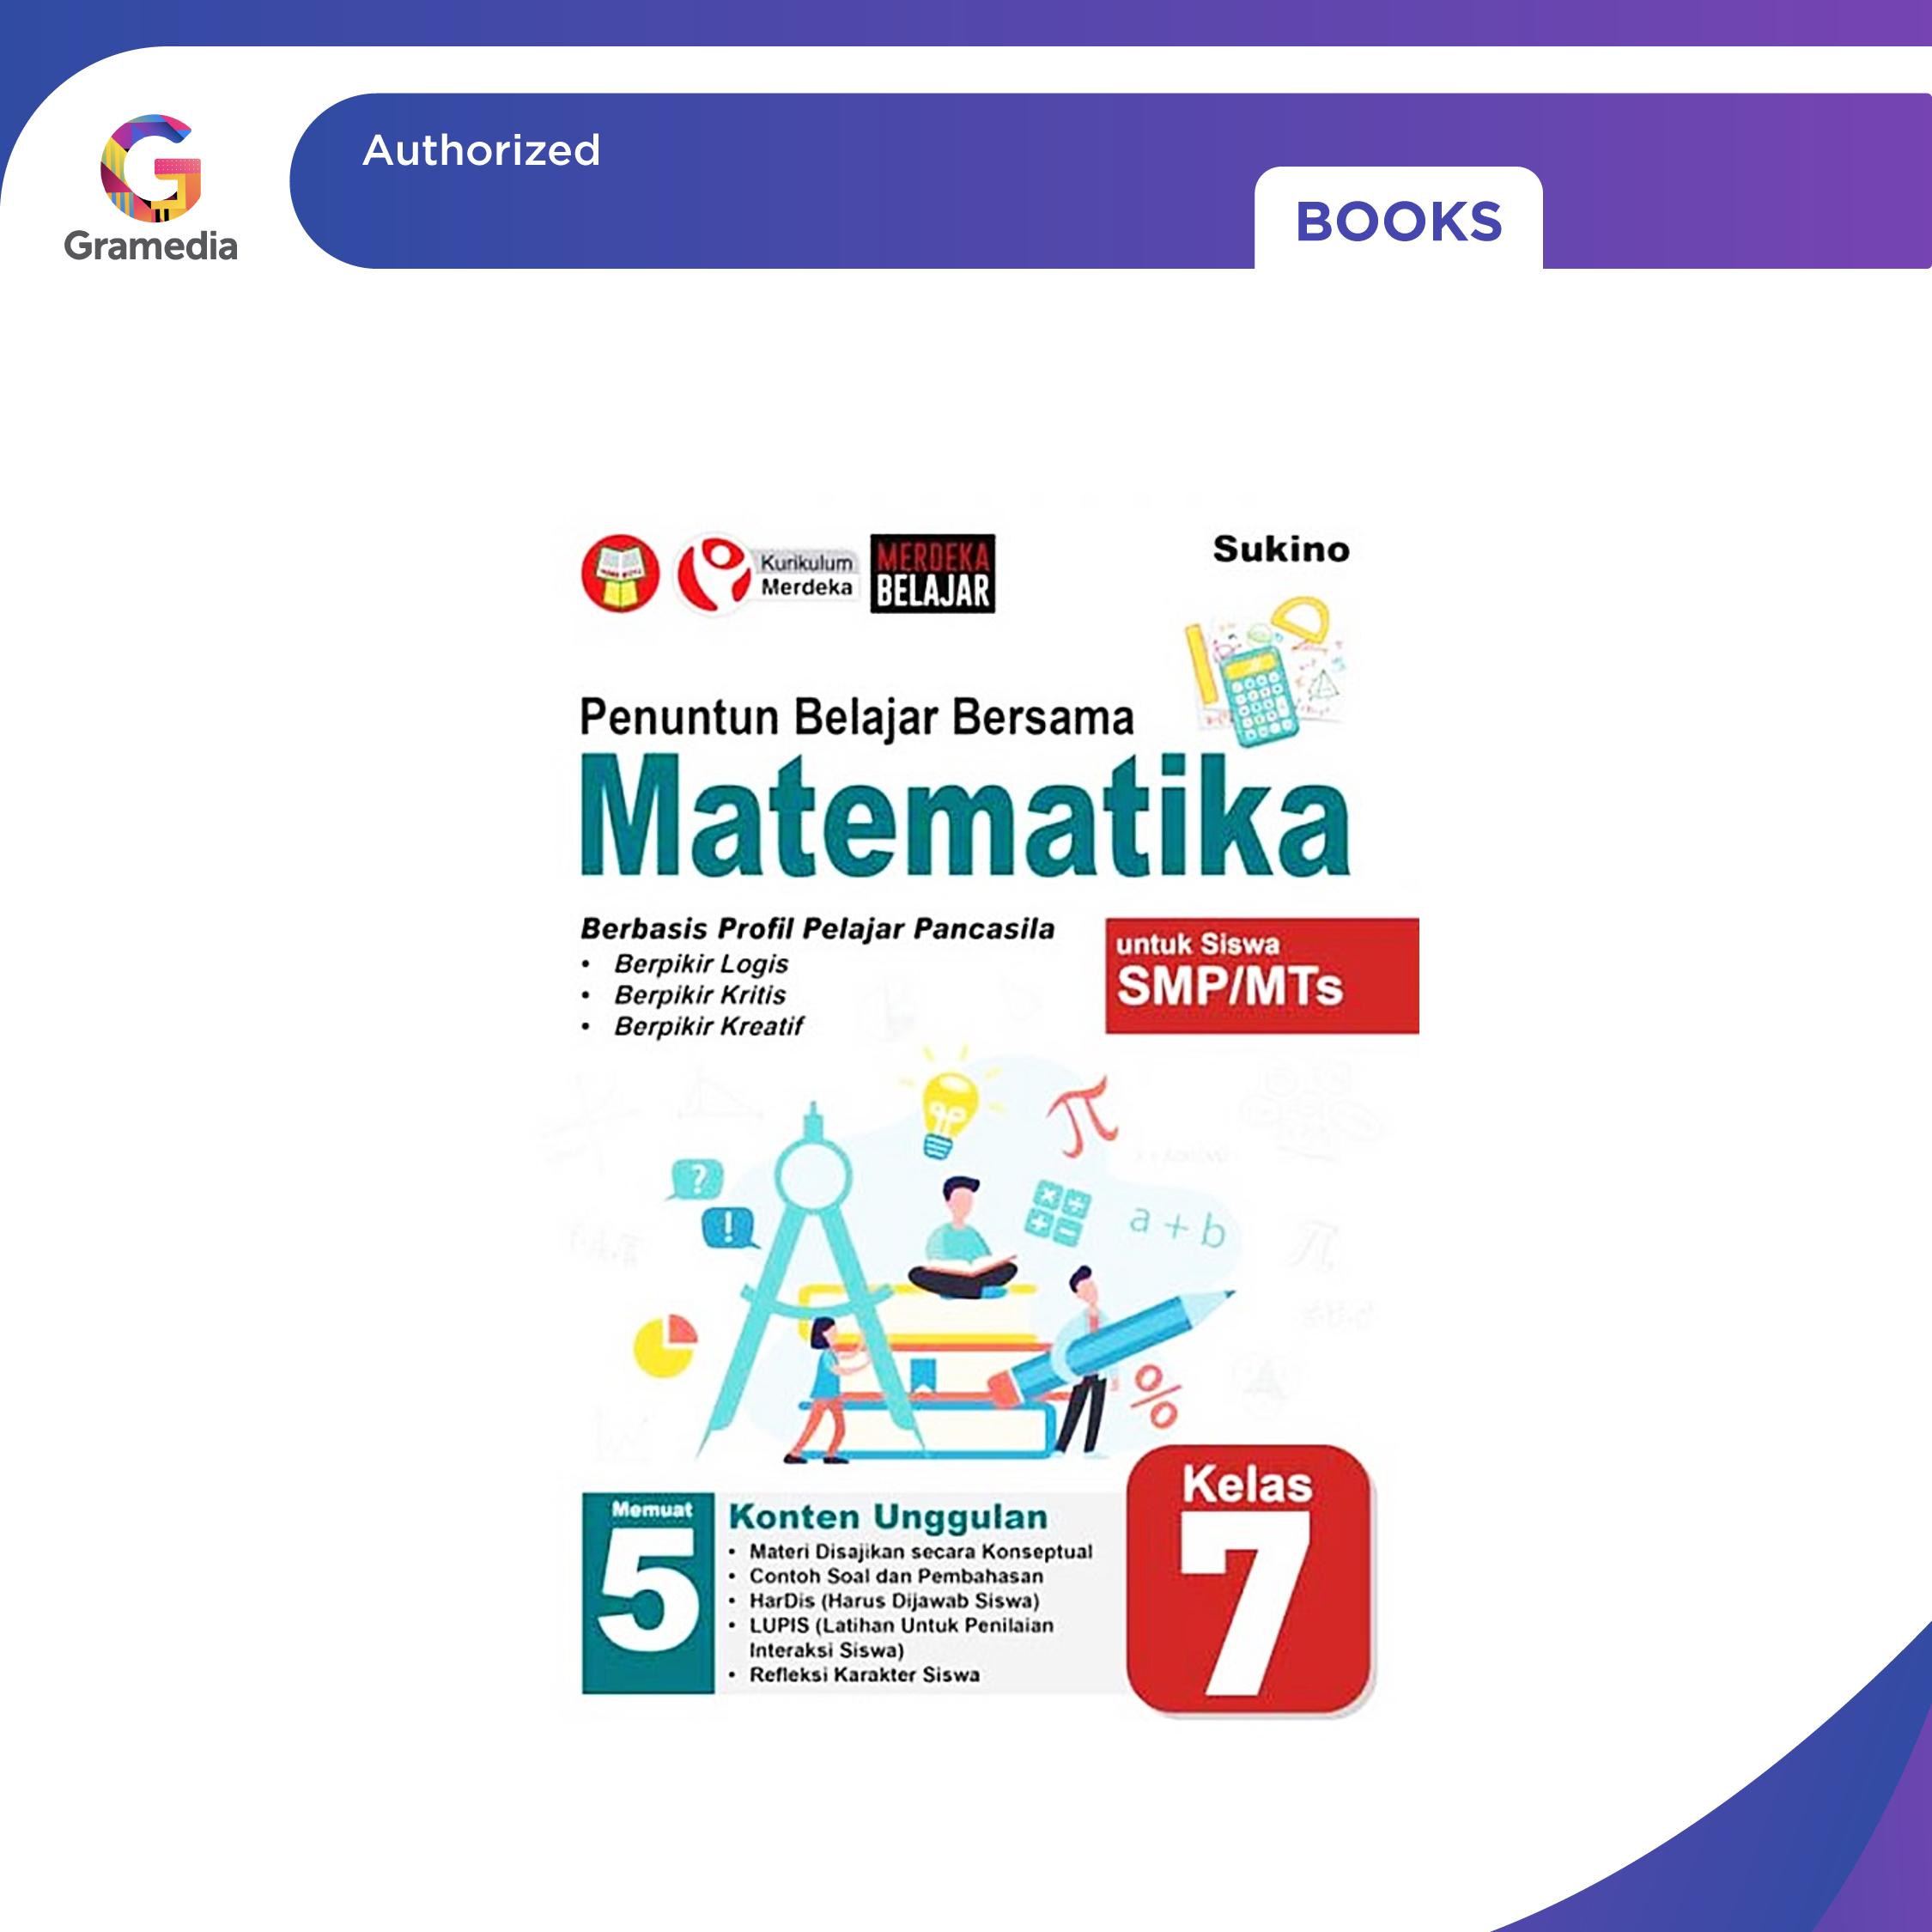 Gramedia
Authorized
BOOKS
Kurikulum
Merdeka
MERDEKA
BELAJAR
Sukino
Penuntun Belajar Bersama
Matematika
Berbasis Profil Pelajar Pancasila
• Berpikir Logis
• Berpikir Kritis
• Berpikir Kreatif
untuk Siswa
SMP/MTs
?
!
π
a + b
%
Memuat
5
Konten Unggulan
• Materi Disajikan secara Konseptual
• Contoh Soal dan Pembahasan
• HarDis (Harus Dijawab Siswa)
• LUPIS (Latihan Untuk Penilaian
Interaksi Siswa)
• Refleksi Karakter Siswa
Kelas
7